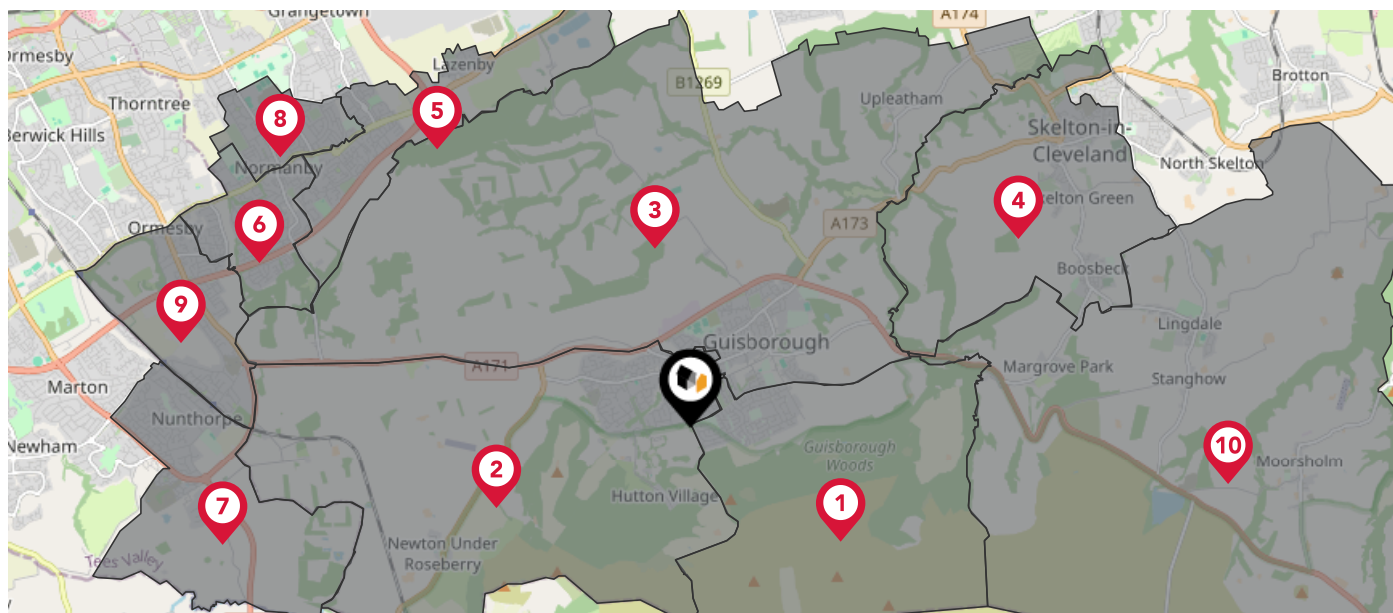 Grangetown
A174
Ormesby
Lazenby
B1269
Brotton
Thorntree
Upleatham
5
8
Berwick Hills
Skelton-in-
Cleveland
Normanby
North Skelton
4
kelton Green
3
6
Ormesby
A173
Boosbeck
9
Lingdale
Guisborough
A171
Margrove Park
Stanghow
Marton
Nunthorpe
Newham
Guisborough
Woods
10
Moorsholm
2
Hutton Village
1
7
Newton Under
Roseberry
Tees Valley